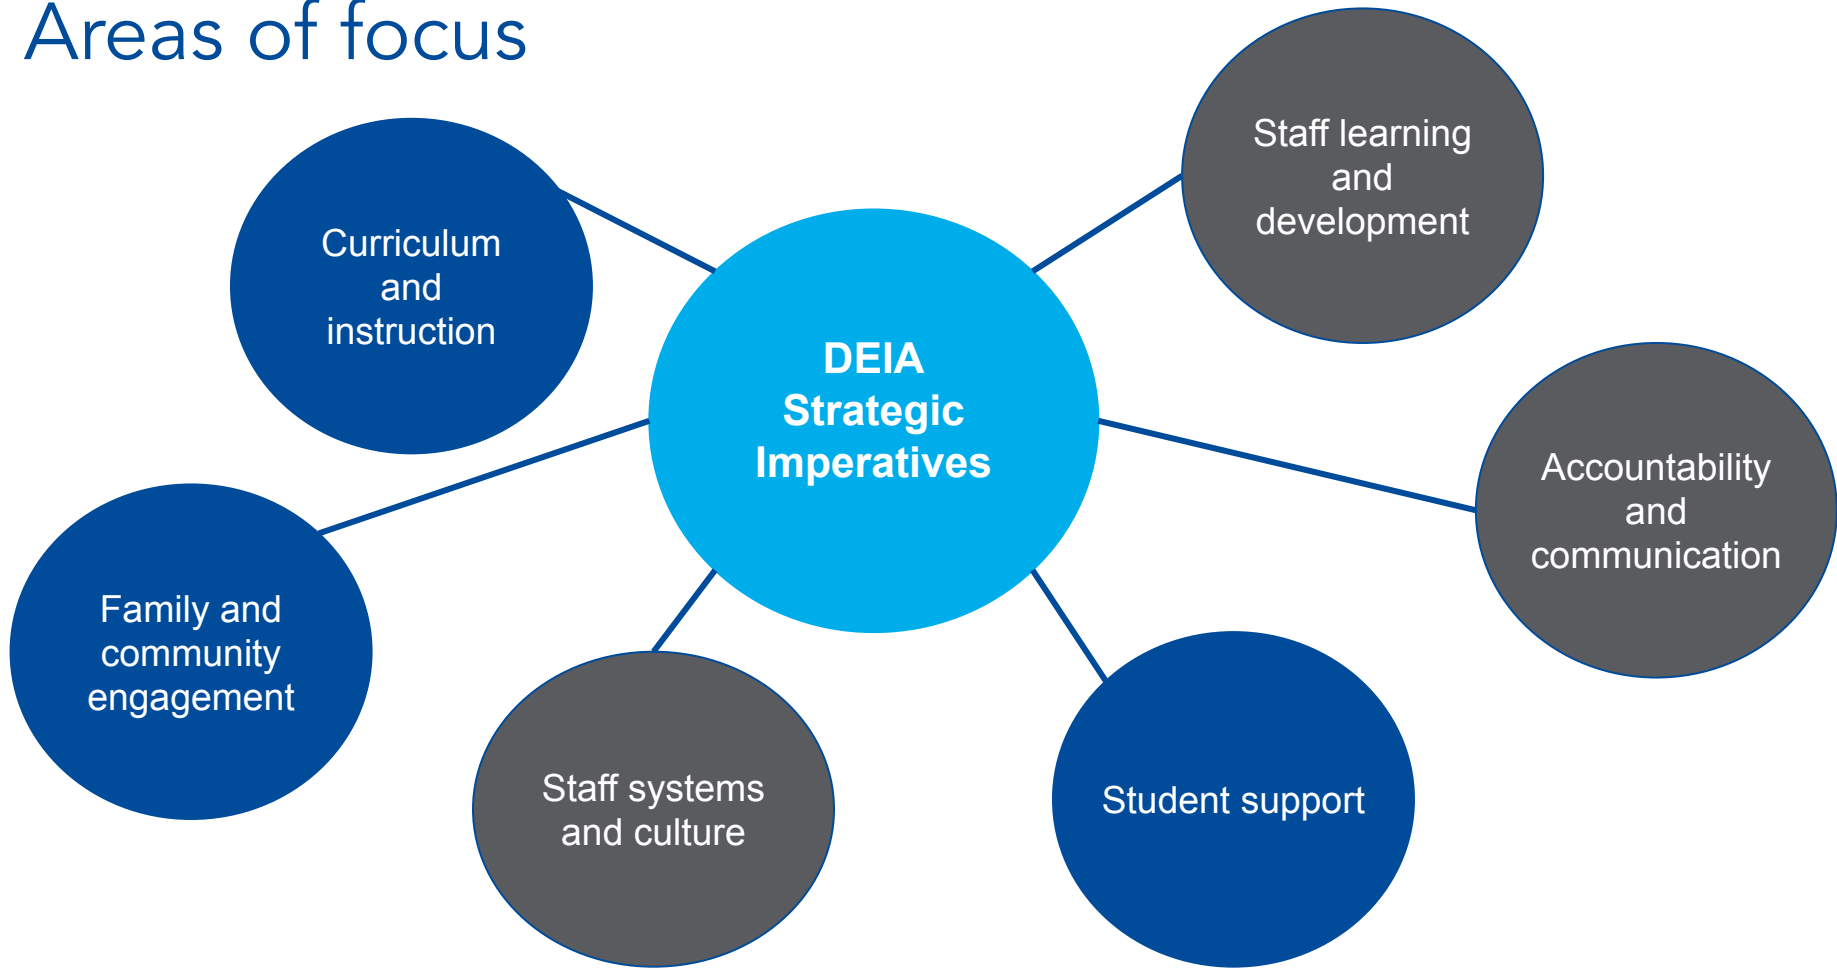 Areas of focus
Curriculum
and
instruction
Staff learning
and
development
DEIA
Strategic
Imperatives
Accountability
and
communication
Family and
community
engagement
Staff systems
and culture
Student support